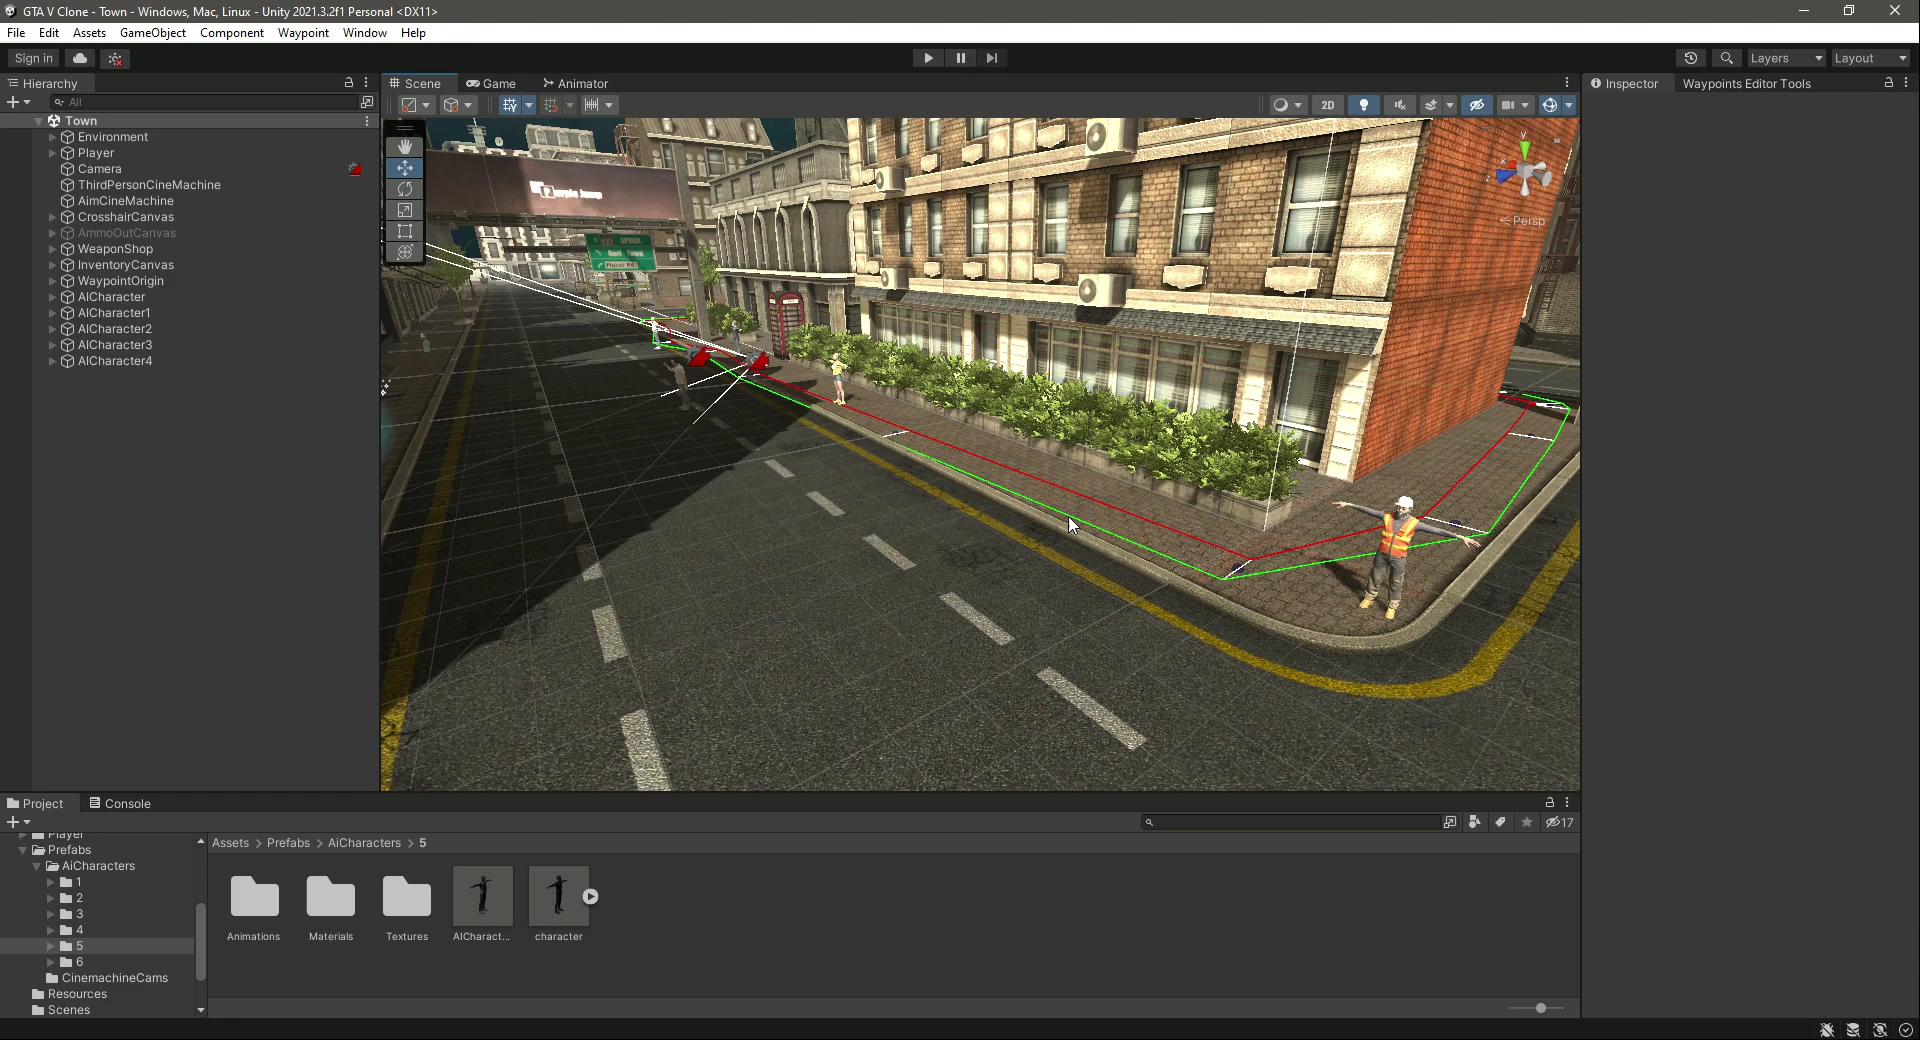 GTA V Clone - Town - Windows, Mac, Linux - Unity 2021.3.2f1 Personal <DX11>
File Edit Assets GameObject Component Waypoint Window Help
Sign in
Layers
Layout
Hierarchy
All
Town
Environment
Player
Camera
ThirdPersonCineMachine
AimCineMachine
CrosshairCanvas
AmmoOutCanvas
WeaponShop
InventoryCanvas
WaypointOrigin
AICharacter
AICharacter1
AICharacter2
AICharacter3
AICharacter4
Scene Game Animator
2D
y
x
z
Persp
Inspector Waypoints Editor Tools
Project Console
17
Player
Prefabs
AiCharacters
1
2
3
4
5
6
CinemachineCams
Resources
Scenes
Assets > Prefabs > AiCharacters > 5
Animations
Materials
Textures
AICharact...
character